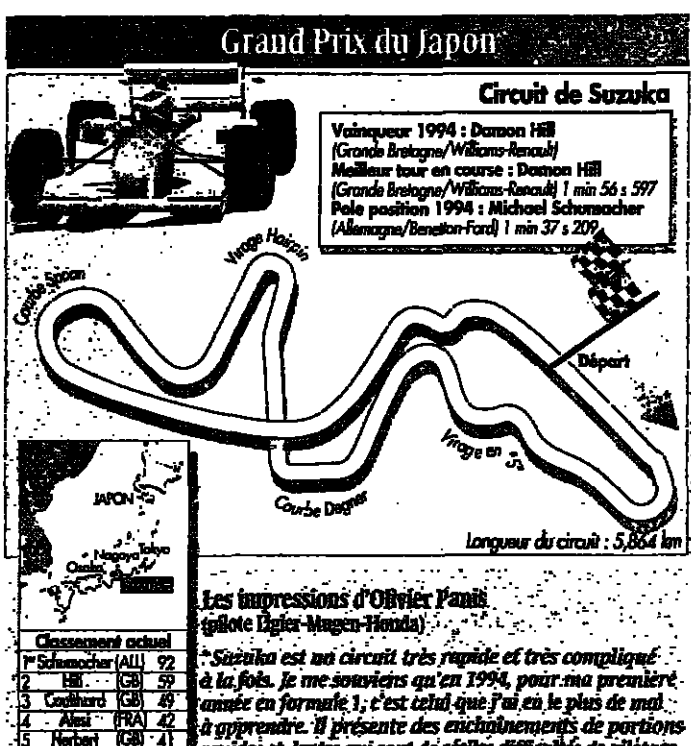 Grand Prix du Japon
Circuit de Suzuka
Vainqueur 1994 : Damon Hill
(Grande Bretagne/Williams-Renault)
Meilleur tour en course : Damon Hill
(Grande Bretagne/Williams-Renault) 1 min 56 s 597
Pole position 1994 : Michael Schumacher
(Allemagne/Benetton-Ford) 1 min 37 s 209
Virage Hairpin
Courbe Spoon
Départ
Virage en "S"
Courbe Degner
Longueur du circuit : 5,864 km
JAPON
Nagoya Tokyo
Osaka
Classement actuel
1er Schumacher (ALL) 92
2 Hill (GB) 59
3 Coulthard (GB) 49
4 Alesi (FRA) 42
5 Herbert (GB) 41
Les impressions d'Olivier Panis
(pilote Ligier-Mugen-Honda)
"Suzuka est un circuit très rapide et très compliqué
à la fois. Je me souviens qu'en 1994, pour ma première
année en formule 1, c'est celui que j'ai eu le plus de mal
à apprendre. Il présente des enchaînements de portions